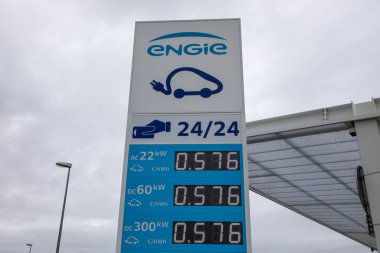 ENGIE
24/24
AC 22 kW
€/kWh
0.576
DC 60 kW
€/kWh
0.576
DC 300 kW
€/kWh
0.576